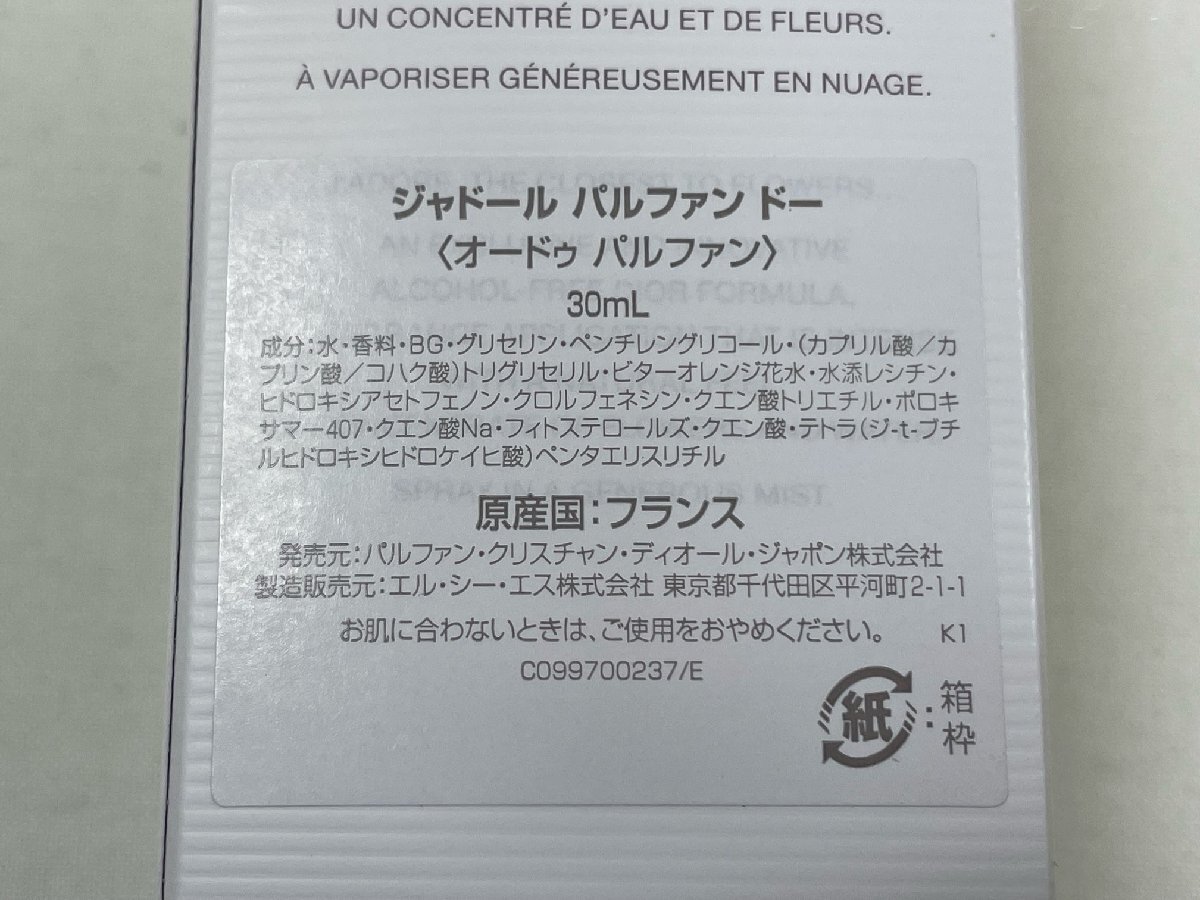 UN CONCENTRÉ D'EAU ET DE FLEURS.
À VAPORISER GÉNÉREUSEMENT EN NUAGE.
J'ADORE, THE CLOSEST TO FLOWERS.
ジャドール パルファン ドー
〈オードゥ パルファン〉
ALCOHOL-FREE DIOR FORMULA.
30mL
成分:水・香料・BG・グリセリン・ペンチレングリコール・(カプリル酸/カ
プリン酸/コハク酸)トリグリセリル・ビターオレンジ花水・水添レシチン・
ヒドロキシアセトフェノン・クロルフェネシン・クエン酸トリエチル・ポロキ
サマー407・クエン酸Na・フィトステロールズ・クエン酸・テトラ(ジ-t-ブチ
ルヒドロキシヒドロケイヒ酸)ペンタエリスリチル
SPRAY IN A GENEROUS MIST.
原産国:フランス
発売元:パルファン・クリスチャン・ディオール・ジャポン株式会社
製造販売元:エル・シー・エス株式会社 東京都千代田区平河町2-1-1
お肌に合わないときは、ご使用をおやめください。 K1
C099700237/E
紙:箱
枠